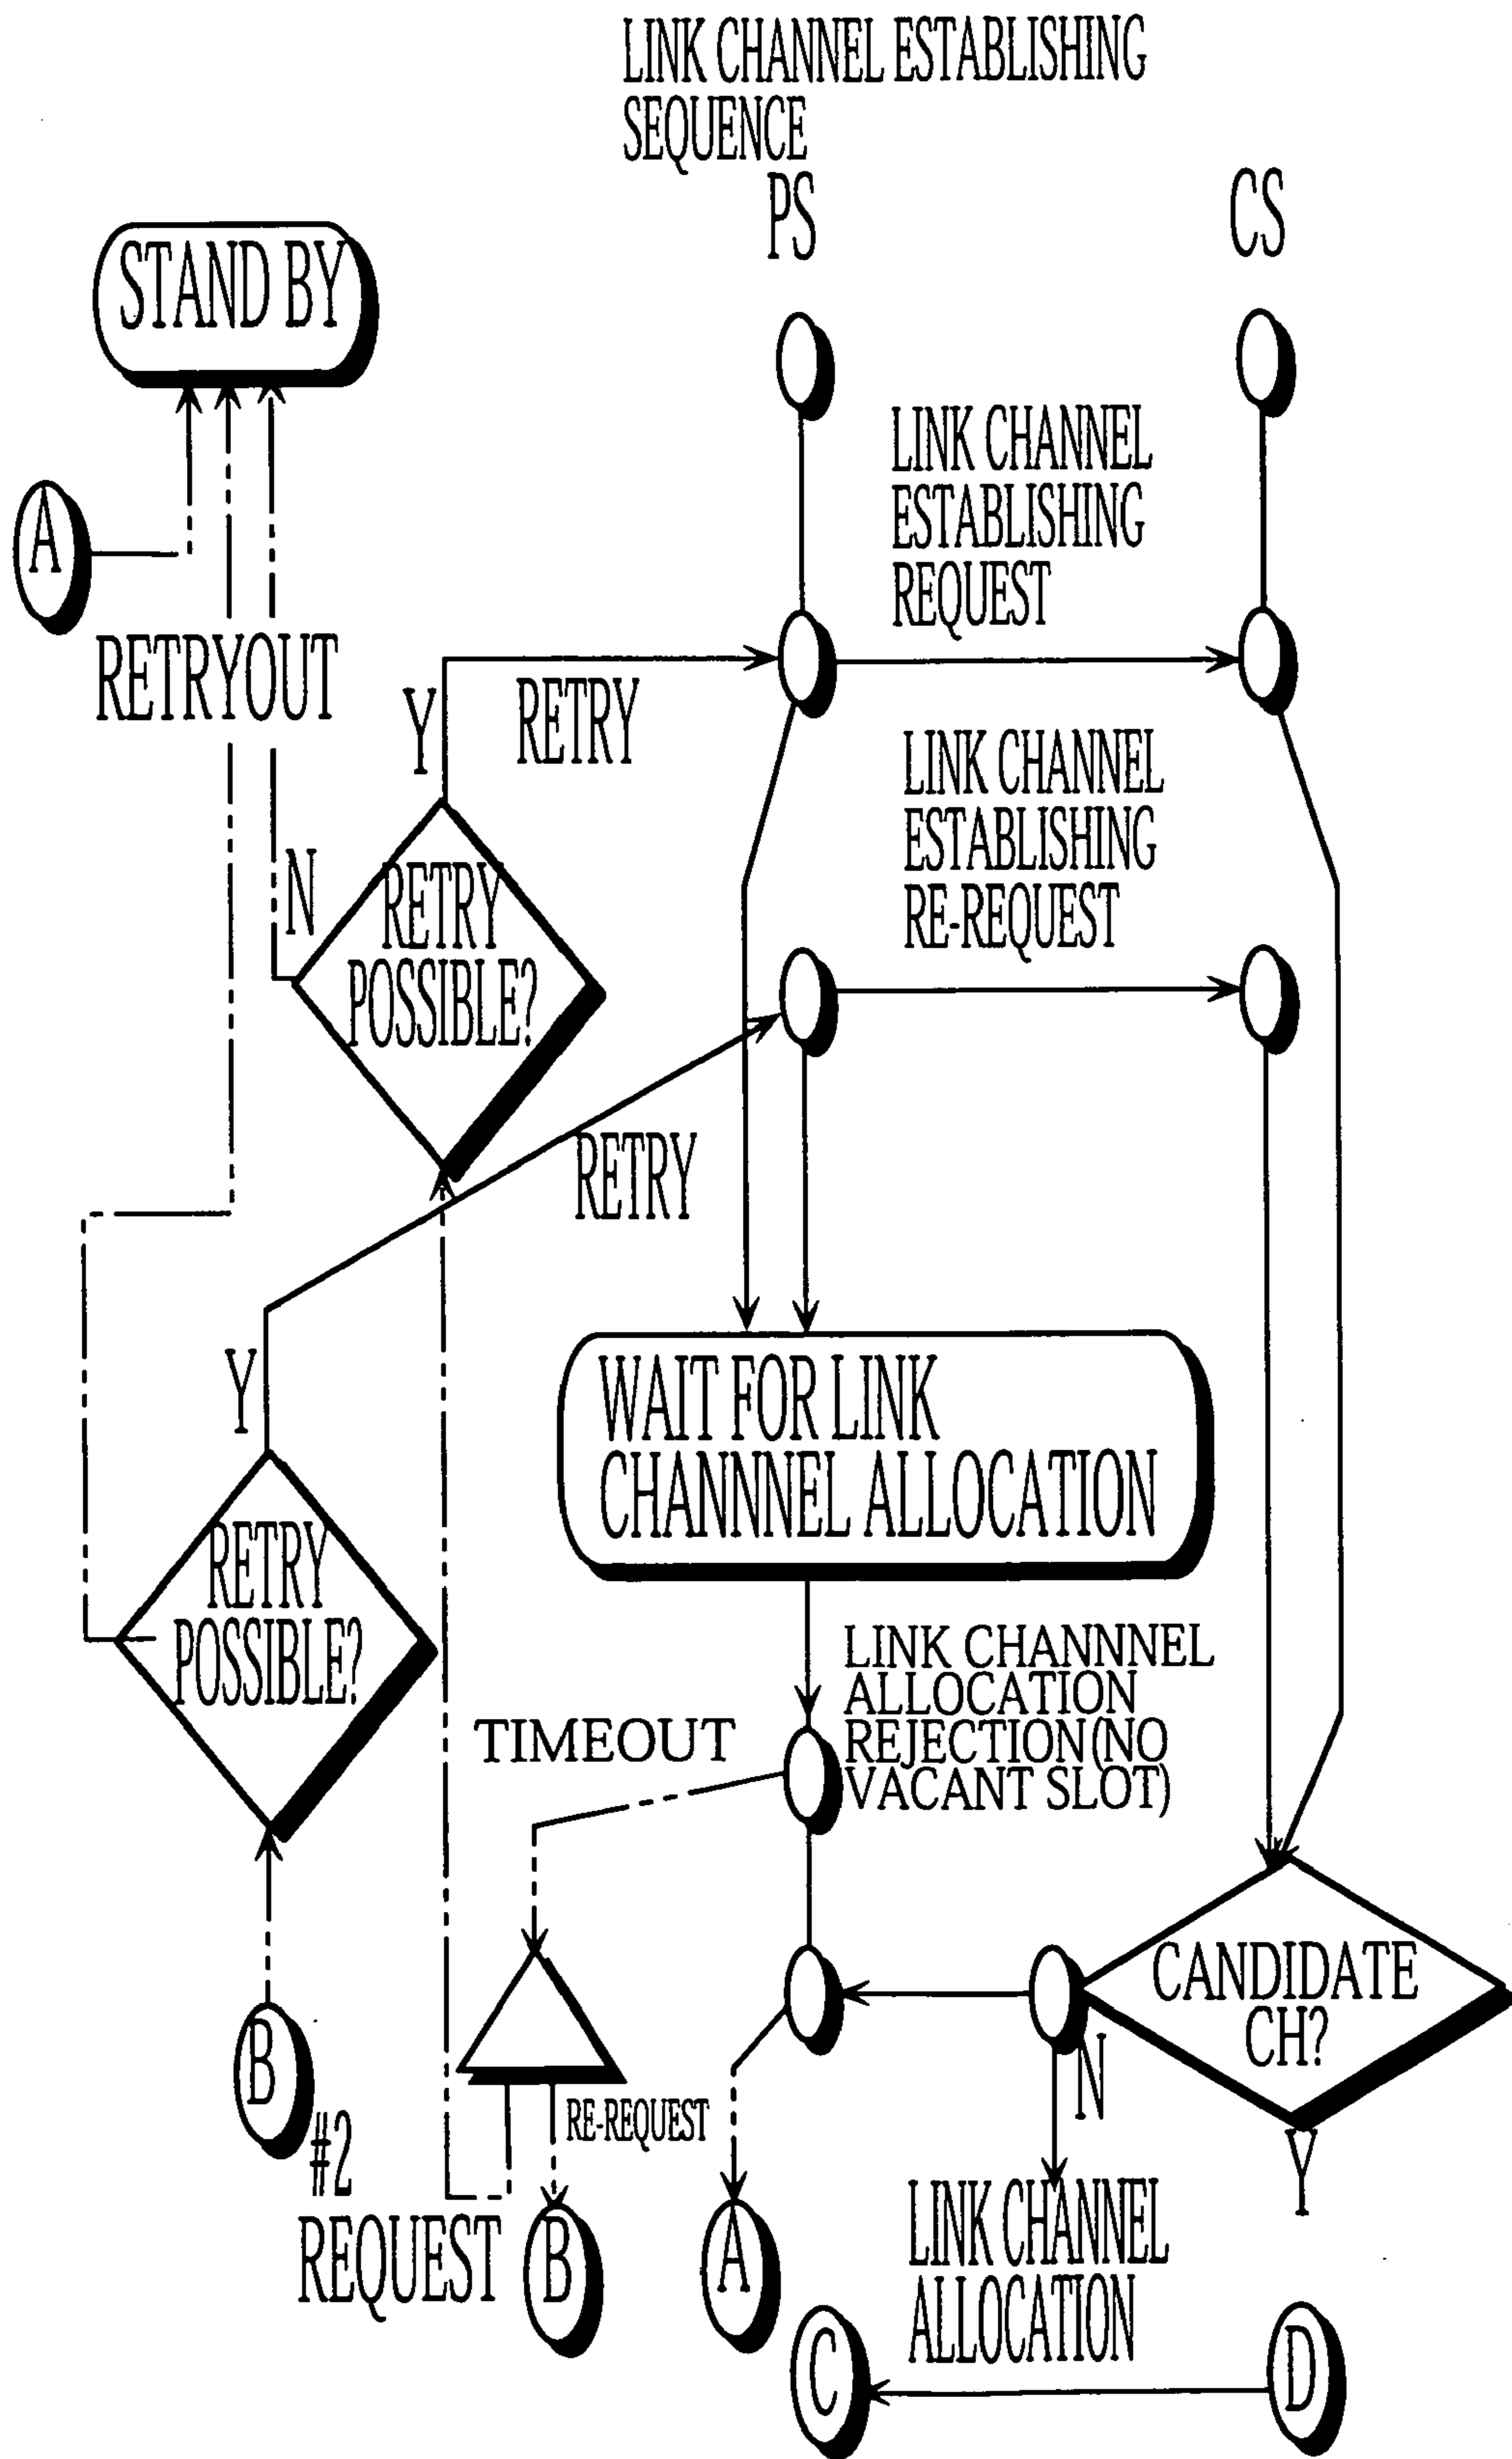 LINK CHANNEL ESTABLISHING
SEQUENCE
PS
CS
STAND BY
LINK CHANNEL
ESTABLISHING
REQUEST
A
RETRYOUT
Y
RETRY
LINK CHANNEL
ESTABLISHING
RE-REQUEST
N
RETRY
POSSIBLE?
RETRY
Y
WAIT FOR LINK
CHANNNEL ALLOCATION
RETRY
POSSIBLE?
LINK CHANNNEL
ALLOCATION
REJECTION(NO
VACANT SLOT)
TIMEOUT
CANDIDATE
CH?
B
N
RE-REQUEST
#2
REQUEST
Y
B
A
LINK CHANNEL
ALLOCATION
C
D